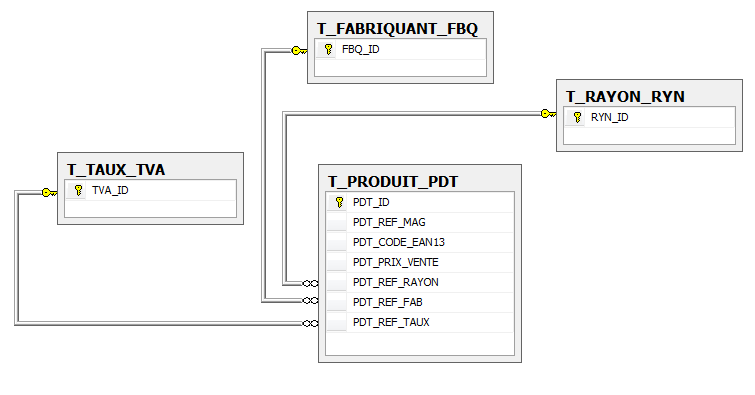 T_FABRIQUANT_FBQ
FBQ_ID
T_RAYON_RYN
RYN_ID
T_TAUX_TVA
TVA_ID
T_PRODUIT_PDT
PDT_ID
PDT_REF_MAG
PDT_CODE_EAN13
PDT_PRIX_VENTE
PDT_REF_RAYON
PDT_REF_FAB
PDT_REF_TAUX